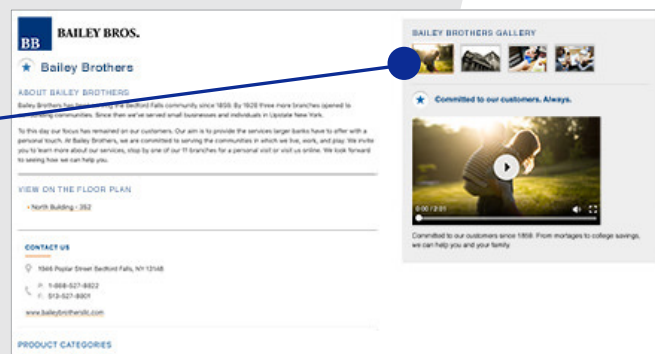 BB
BAILEY BROS.
Bailey Brothers
ABOUT BAILEY BROTHERS
Bailey Brothers has been serving the Bedford Falls community since 1859. By 1928 three more branches opened to
surrounding communities. Since then we've served small businesses and individuals in Upstate New York.
To this day our focus has remained on our customers. Our aim is to provide the services larger banks have to offer with a
personal touch. At Bailey Brothers, we are committed to serving the communities in which we live, work, and play. We invite
you to learn more about our services, stop by one of our 11 branches for a personal visit or visit us online. We look forward
to seeing how we can help you.
VIEW ON THE FLOOR PLAN
North Building - 352
CONTACT US
Poplar Street Bedford Falls, NY 13148
P: 1-868-527-8822
F: 513-527-8801
www.baileybrothersllc.com
PRODUCT CATEGORIES
BAILEY BROTHERS GALLERY
Committed to our customers. Always.
0:00 / 2:01
Committed to our customers since 1859. From mortages to college savings,
we can help you and your family.